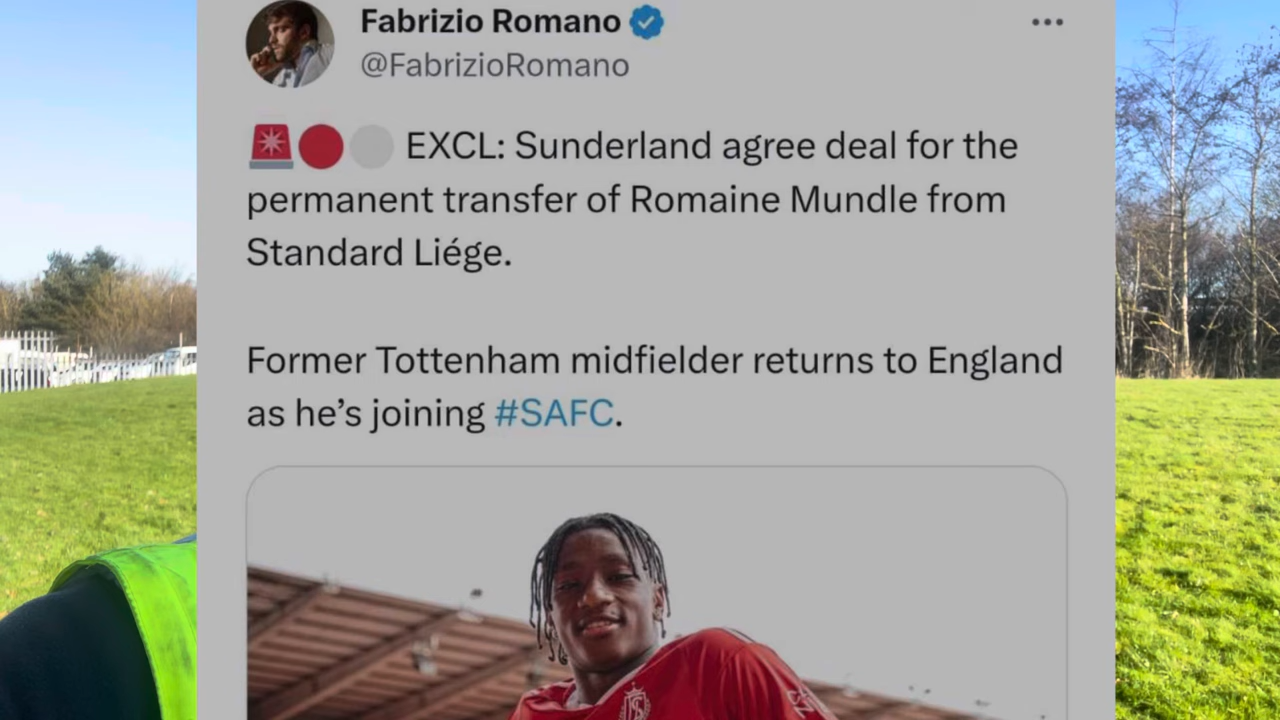 Fabrizio Romano
@FabrizioRomano
EXCL: Sunderland agree deal for the
permanent transfer of Romaine Mundle from
Standard Liége.
Former Tottenham midfielder returns to England
as he’s joining #SAFC.